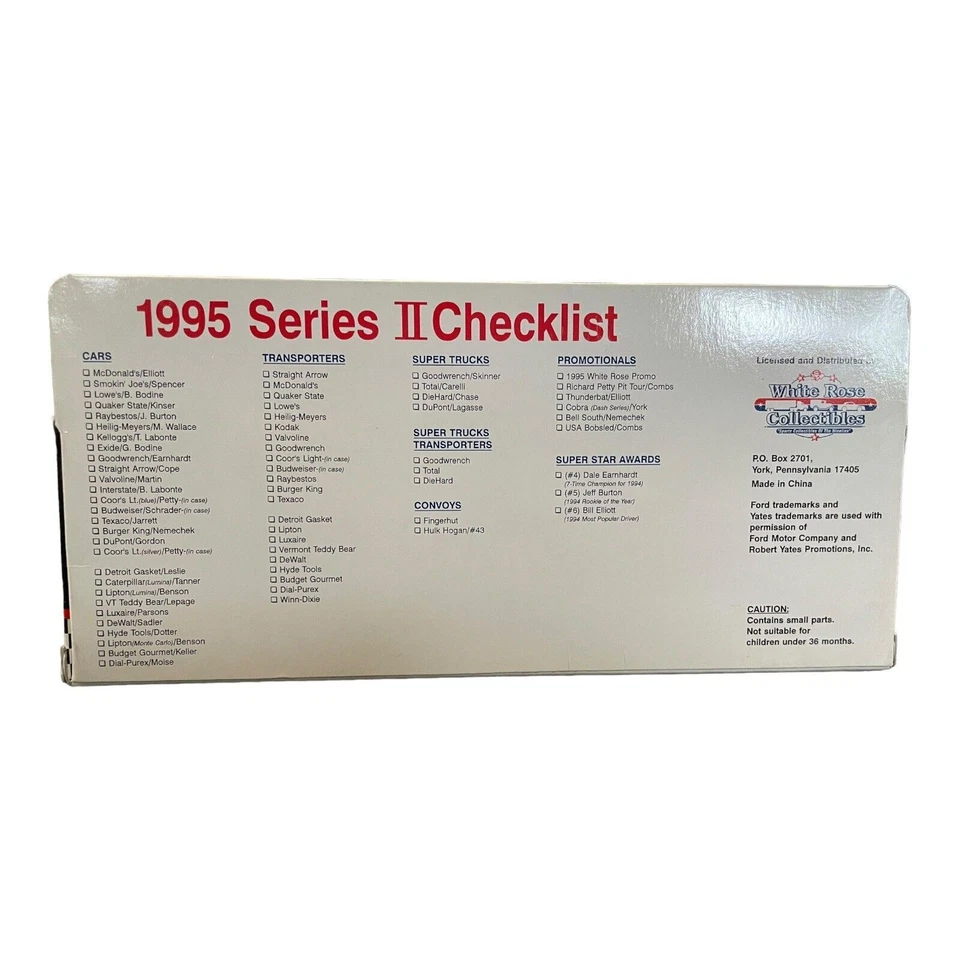 1995 Series II Checklist
CARS
❑ McDonald's/Elliott
❑ Smokin' Joe's/Spencer
❑ Lowe's/B. Bodine
❑ Quaker State/Kinser
❑ Raybestos/J. Burton
❑ Heilig-Meyers/M. Wallace
❑ Kellogg's/T. Labonte
❑ Exide/G. Bodine
❑ Goodwrench/Earnhardt
❑ Straight Arrow/Cope
❑ Valvoline/Martin
❑ Interstate/B. Labonte
❑ Coor's Lt.(blue)/Petty-(in case)
❑ Budweiser/Schrader-(in case)
❑ Texaco/Jarrett
❑ Burger King/Nemechek
❑ DuPont/Gordon
❑ Coor's Lt.(silver)/Petty-(in case)
❑ Detroit Gasket/Leslie
❑ Caterpillar(Lumina)/Tanner
❑ Lipton(Lumina)/Benson
❑ VT Teddy Bear/Lepage
❑ Luxaire/Parsons
❑ DeWalt/Sadler
❑ Hyde Tools/Dotter
❑ Lipton(Monte Carlo)/Benson
❑ Budget Gourmet/Keller
❑ Dial-Purex/Moise
TRANSPORTERS
❑ Straight Arrow
❑ McDonald's
❑ Quaker State
❑ Lowe's
❑ Heilig-Meyers
❑ Kodak
❑ Valvoline
❑ Goodwrench
❑ Coor's Light-(in case)
❑ Budweiser-(in case)
❑ Raybestos
❑ Burger King
❑ Texaco
❑ Detroit Gasket
❑ Lipton
❑ Luxaire
❑ Vermont Teddy Bear
❑ DeWalt
❑ Hyde Tools
❑ Budget Gourmet
❑ Dial-Purex
❑ Winn-Dixie
SUPER TRUCKS
❑ Goodwrench/Skinner
❑ Total/Carelli
❑ DieHard/Chase
❑ DuPont/Lagasse
SUPER TRUCKS
TRANSPORTERS
❑ Goodwrench
❑ Total
❑ DieHard
CONVOYS
❑ Fingerhut
❑ Hulk Hogan/#43
PROMOTIONALS
❑ 1995 White Rose Promo
❑ Richard Petty Pit Tour/Combs
❑ Thunderbat/Elliott
❑ Cobra (Dash Series)/York
❑ Bell South/Nemechek
❑ USA Bobsled/Combs
SUPER STAR AWARDS
❑ (#4) Dale Earnhardt
(7-Time Champion for 1994)
❑ (#5) Jeff Burton
(1994 Rookie of the Year)
❑ (#6) Bill Elliott
(1994 Most Popular Driver)
Licensed and Distributed
White Rose
Collectibles
P.O. Box 2701,
York, Pennsylvania 17405
Made in China
Ford trademarks and
Yates trademarks are used with
permission of
Ford Motor Company and
Robert Yates Promotions, Inc.
CAUTION:
Contains small parts.
Not suitable for
children under 36 months.